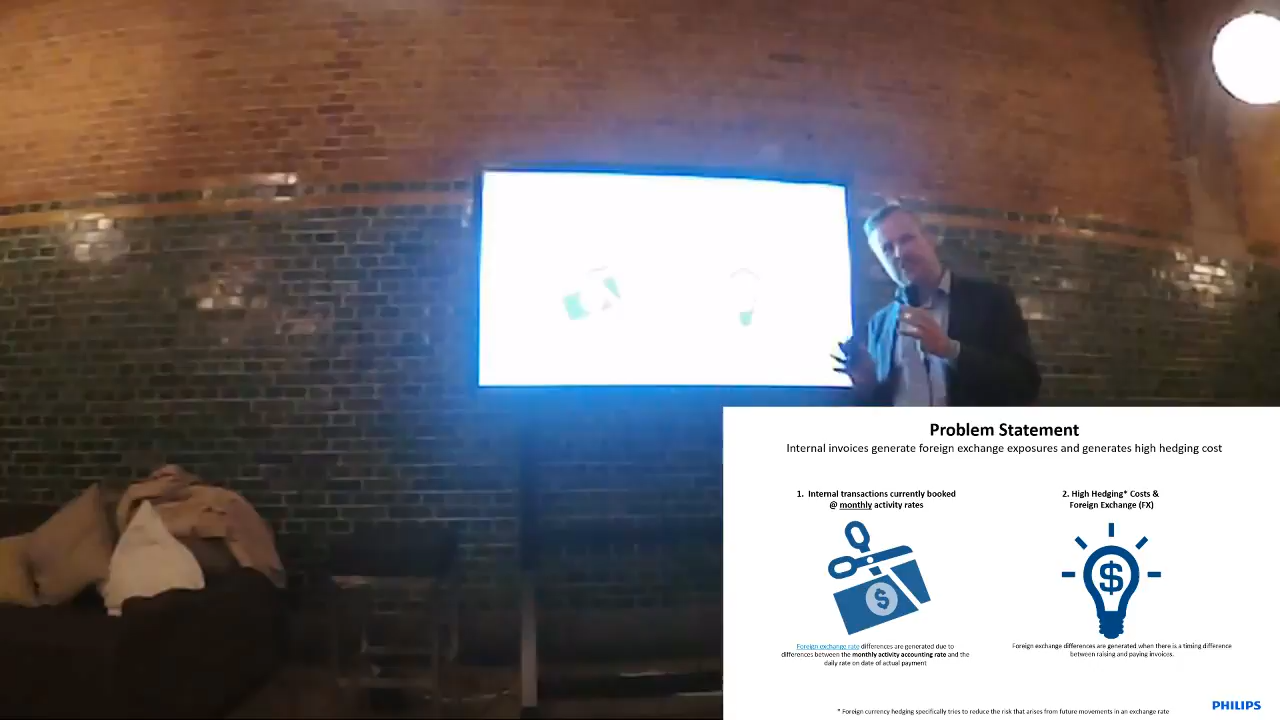 Problem Statement
Internal invoices generate foreign exchange exposures and generates high hedging cost
1. Internal transactions currently booked
@ monthly activity rates
2. High Hedging* Costs &
Foreign Exchange (FX)
$
$
Foreign exchange rate differences are generated due to
differences between the monthly activity accounting rate and the
daily rate on date of actual payment
Foreign exchange differences are generated when there is a timing difference
between raising and paying invoices.
* Foreign currency hedging specifically tries to reduce the risk that arises from future movements in an exchange rate
PHILIPS